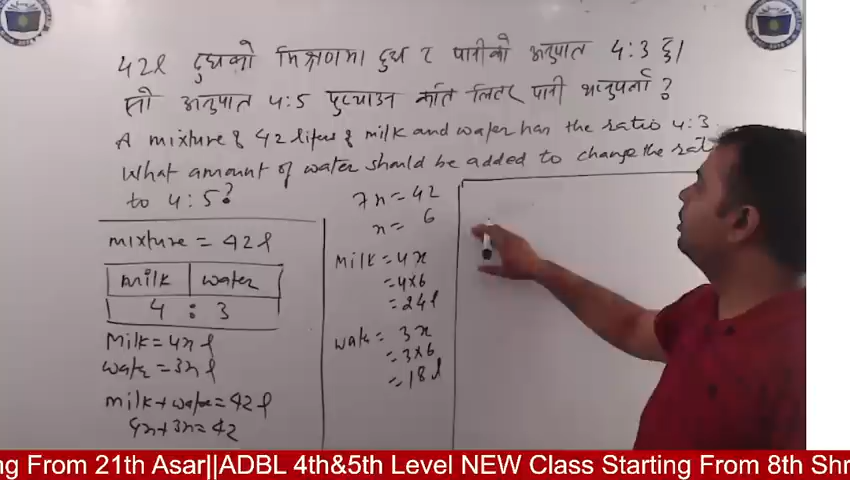 42l दुधको मिश्रणमा दुध र पानीको अनुपात 4:3 छ।
सो अनुपात 4:5 पुर्‍याउन कति लिटर पानी थप्नुपर्ला ?
A mixture of 42 liters of milk and water has the ratio 4:3.
What amount of water should be added to change the
to 4:5?
mixture = 42l
milk | water
4 : 3
Milk = 4x l
water = 3x l
milk + water = 42l
4x + 3x = 42
7x = 42
x = 6
Milk = 4x
= 4x6
= 24l
water = 3x
= 3x6
= 18l
ng From 21th Asar||ADBL 4th&5th Level NEW Class Starting From 8th Shr